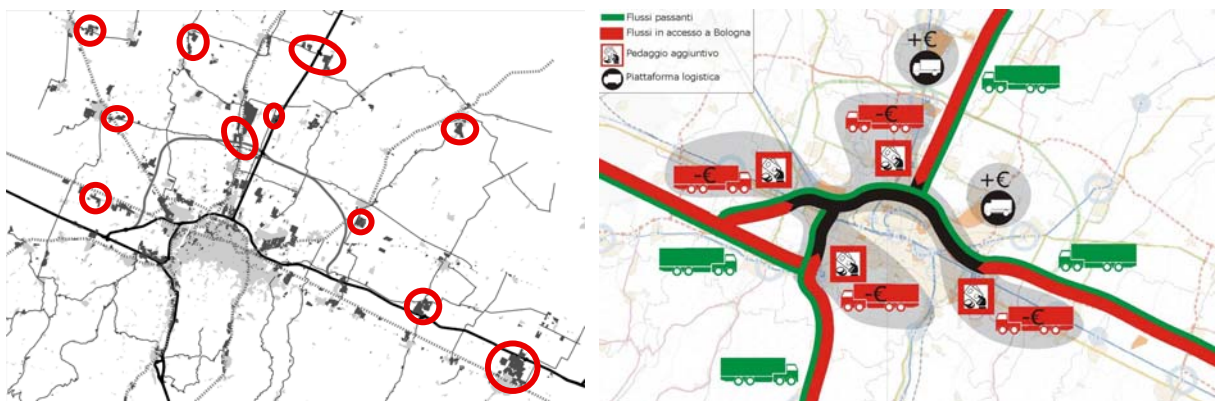 Flussi passanti
Flussi in accesso a Bologna
Pedaggio aggiuntivo
Piattaforma logistica
+€
-€
-€
+€
-€
-€